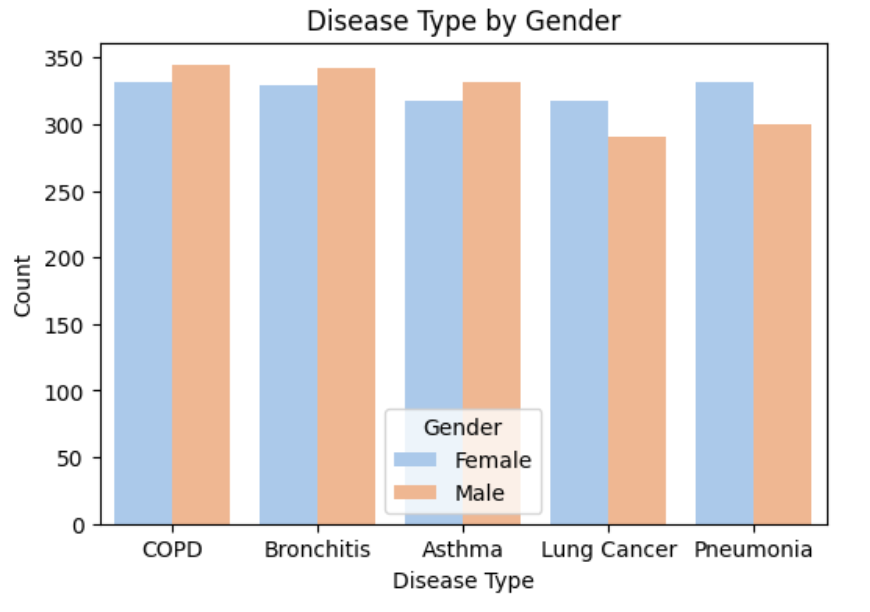 Disease Type by Gender
350
300
250
200
150
100
50
0
Count
Gender
Female
Male
COPD Bronchitis Asthma Lung Cancer Pneumonia
Disease Type